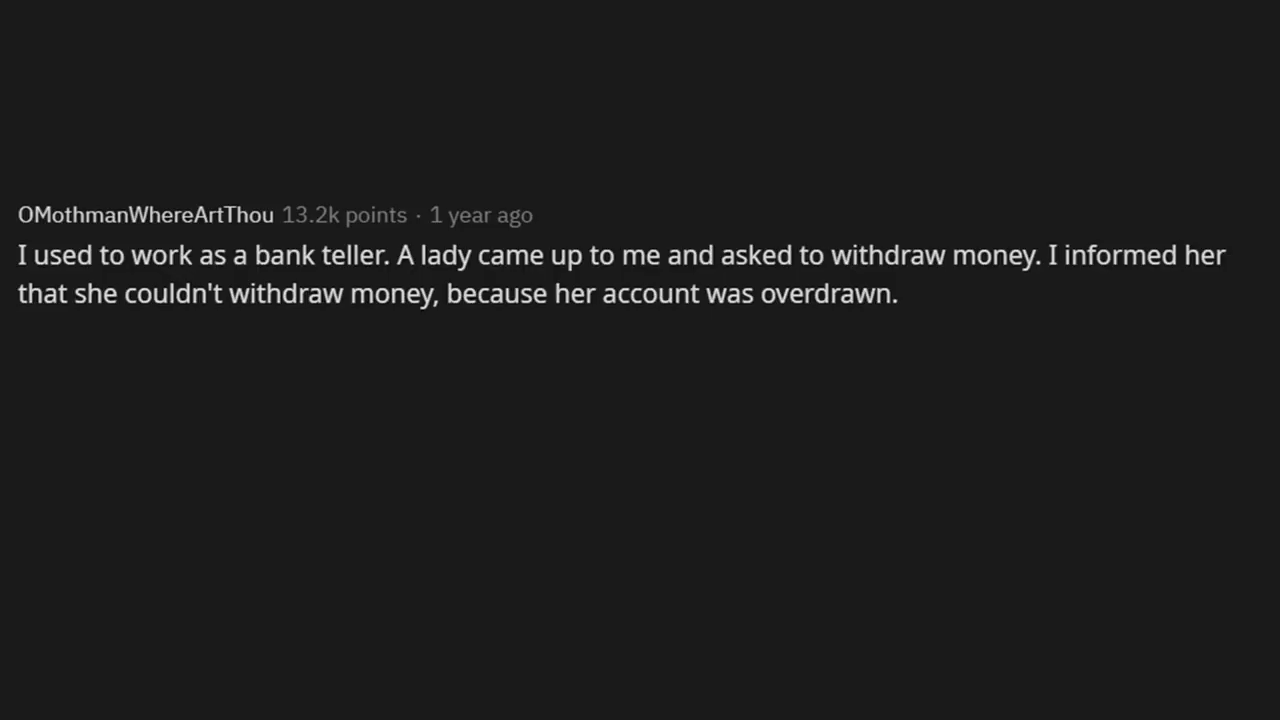 OMothmanWhereArtThou 13.2k points · 1 year ago
I used to work as a bank teller. A lady came up to me and asked to withdraw money. I informed her
that she couldn't withdraw money, because her account was overdrawn.